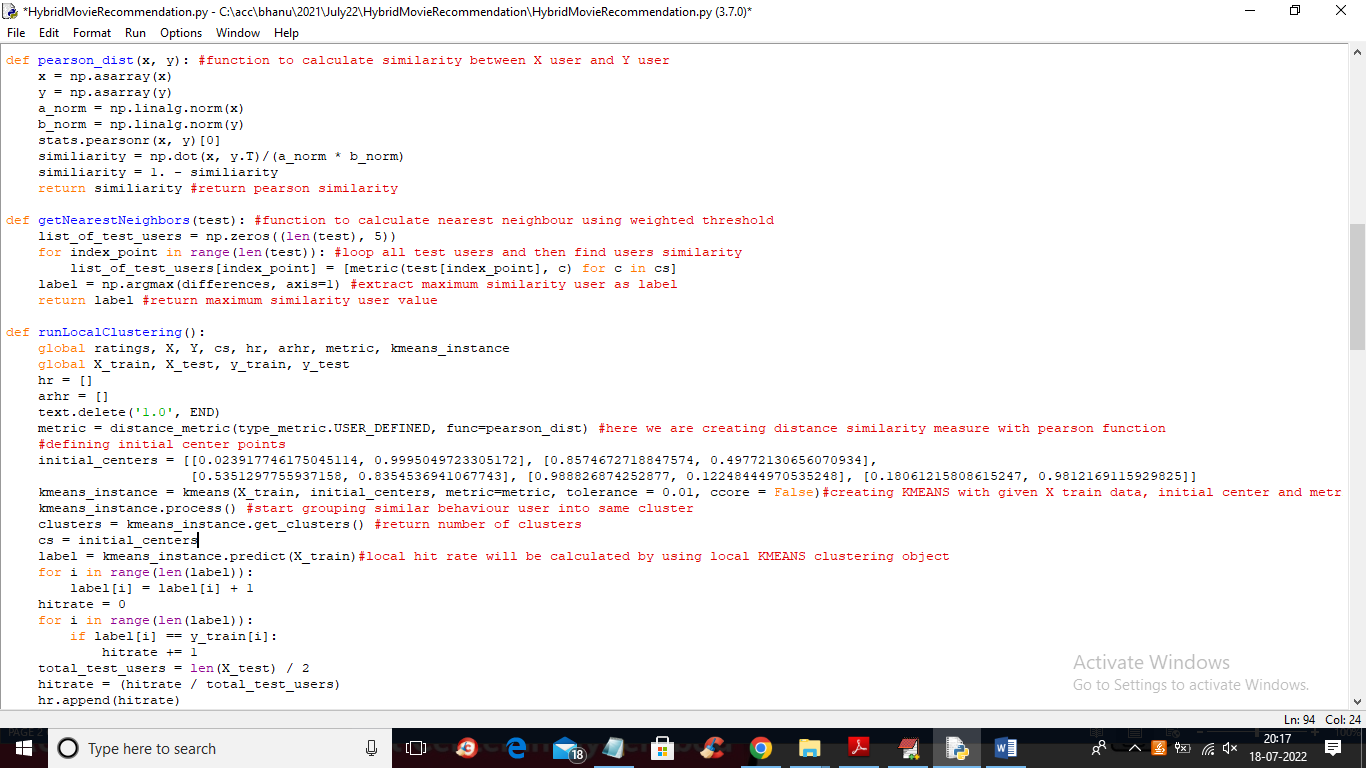 *HybridMovieRecommendation.py - C:\acc\bhanu\2021\July22\HybridMovieRecommendation\HybridMovieRecommendation.py (3.7.0)*
File Edit Format Run Options Window Help
def pearson_dist(x, y): #function to calculate similarity between X user and Y user
    x = np.asarray(x)
    y = np.asarray(y)
    a_norm = np.linalg.norm(x)
    b_norm = np.linalg.norm(y)
    stats.pearsonr(x, y)[0]
    similiarity = np.dot(x, y.T)/(a_norm * b_norm)
    similiarity = 1. - similiarity
    return similiarity #return pearson similarity
def getNearestNeighbors(test): #function to calculate nearest neighbour using weighted threshold
    list_of_test_users = np.zeros((len(test), 5))
    for index_point in range(len(test)): #loop all test users and then find users similarity
        list_of_test_users[index_point] = [metric(test[index_point], c) for c in cs]
    label = np.argmax(differences, axis=1) #extract maximum similarity user as label
    return label #return maximum similarity user value
def runLocalClustering():
    global ratings, X, Y, cs, hr, arhr, metric, kmeans_instance
    global X_train, X_test, y_train, y_test
    hr = []
    arhr = []
    text.delete('1.0', END)
    metric = distance_metric(type_metric.USER_DEFINED, func=pearson_dist) #here we are creating distance similarity measure with pearson function
    #defining initial center points
    initial_centers = [[0.023917746175045114, 0.9995049723305172], [0.8574672718847574, 0.49772130656070934],
                       [0.5351297755937158, 0.8354536941067743], [0.988826874252877, 0.12248444970535248], [0.18061215808615247, 0.9812169115929825]]
    kmeans_instance = kmeans(X_train, initial_centers, metric=metric, tolerance = 0.01, ccore = False)#creating KMEANS with given X train data, initial center and metr
    kmeans_instance.process() #start grouping similar behaviour user into same cluster
    clusters = kmeans_instance.get_clusters() #return number of clusters
    cs = initial_centers
    label = kmeans_instance.predict(X_train)#local hit rate will be calculated by using local KMEANS clustering object
    for i in range(len(label)):
        label[i] = label[i] + 1
    hitrate = 0
    for i in range(len(label)):
        if label[i] == y_train[i]:
            hitrate += 1
    total_test_users = len(X_test) / 2
    hitrate = (hitrate / total_test_users)
    hr.append(hitrate)
Activate Windows
Go to Settings to activate Windows.
Ln: 94 Col: 24
Type here to search
18
20:17
18-07-2022